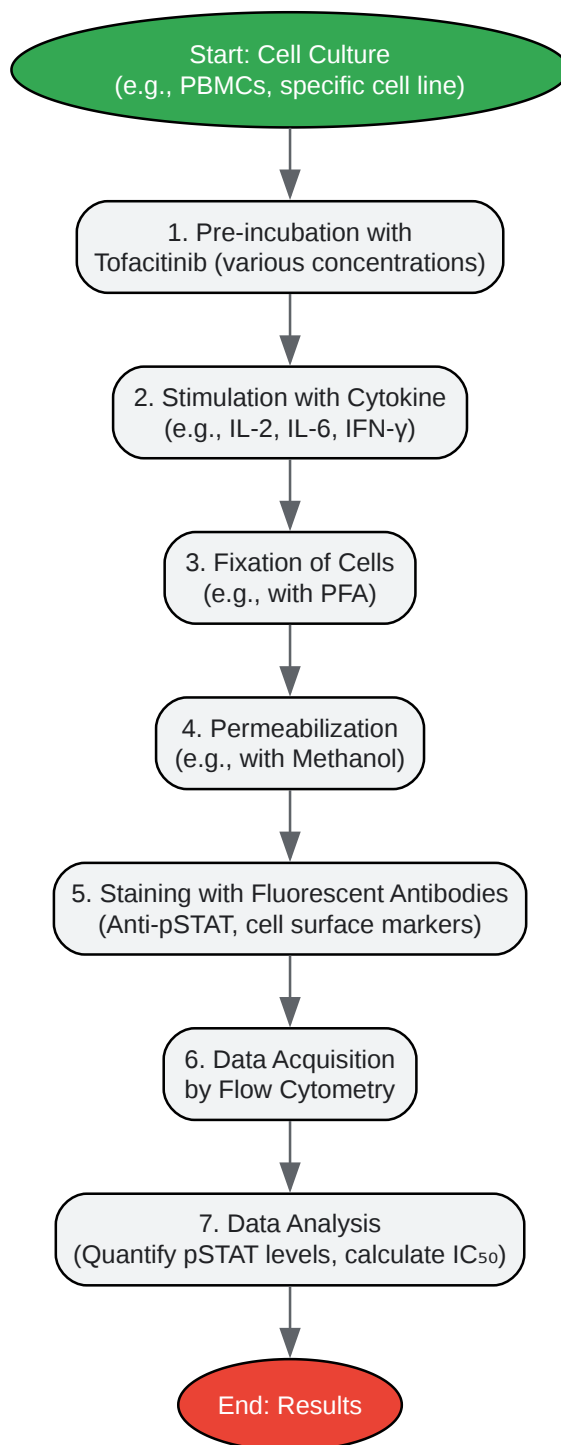 Start: Cell Culture
(e.g., PBMCs, specific cell line)
1. Pre-incubation with
Tofacitinib (various concentrations)
2. Stimulation with Cytokine
(e.g., IL-2, IL-6, IFN-γ)
3. Fixation of Cells
(e.g., with PFA)
4. Permeabilization
(e.g., with Methanol)
5. Staining with Fluorescent Antibodies
(Anti-pSTAT, cell surface markers)
6. Data Acquisition
by Flow Cytometry
7. Data Analysis
(Quantify pSTAT levels, calculate IC₅₀)
End: Results